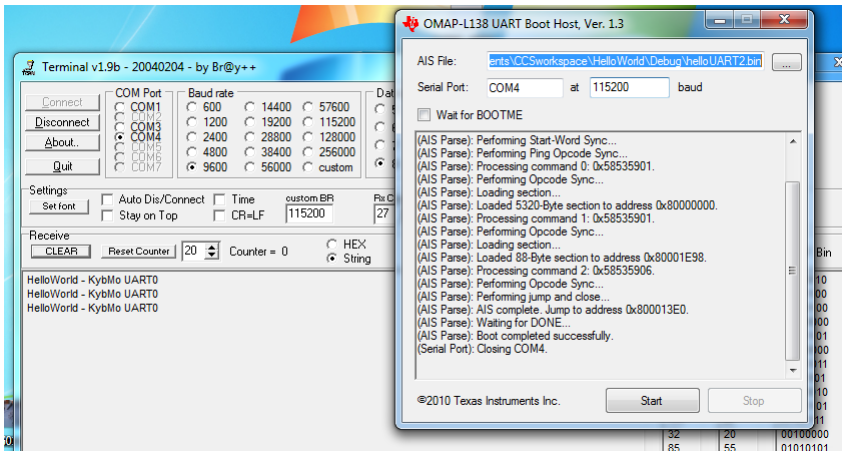 Terminal v1.9b - 20040204 - by Br@y++
Connect
Disconnect
About..
Quit
COM Port
COM1
COM2
COM3
COM4
COM5
COM6
COM7
Baud rate
600 14400 57600
1200 19200 115200
2400 28800 128000
4800 38400 256000
9600 56000 custom
Dat
Settings
Set font
Auto Dis/Connect Time custom BR Rx C
Stay on Top CR=LF 115200 27
Receive
CLEAR Reset Counter 20 Counter = 0 HEX
String
HelloWorld - KybMo UART0
HelloWorld - KybMo UART0
HelloWorld - KybMo UART0
OMAP-L138 UART Boot Host, Ver. 1.3
AIS File: ents\CCSworkspace\HelloWorld\Debug\helloUART2.bin ...
Serial Port: COM4 at 115200 baud
Wait for BOOTME
(AIS Parse): Performing Start-Word Sync...
(AIS Parse): Performing Ping Opcode Sync...
(AIS Parse): Processing command 0: 0x58535901.
(AIS Parse): Performing Opcode Sync...
(AIS Parse): Loading section...
(AIS Parse): Loaded 5320-Byte section to address 0x80000000.
(AIS Parse): Processing command 1: 0x58535901.
(AIS Parse): Performing Opcode Sync...
(AIS Parse): Loading section...
(AIS Parse): Loaded 88-Byte section to address 0x80001E98.
(AIS Parse): Processing command 2: 0x58535906.
(AIS Parse): Performing Opcode Sync...
(AIS Parse): Performing jump and close...
(AIS Parse): AIS complete. Jump to address 0x800013E0.
(AIS Parse): Waiting for DONE...
(AIS Parse): Boot completed successfully.
(Serial Port): Closing COM4.
©2010 Texas Instruments Inc. Start Stop
Bin
32 20 00100000
85 55 01010101